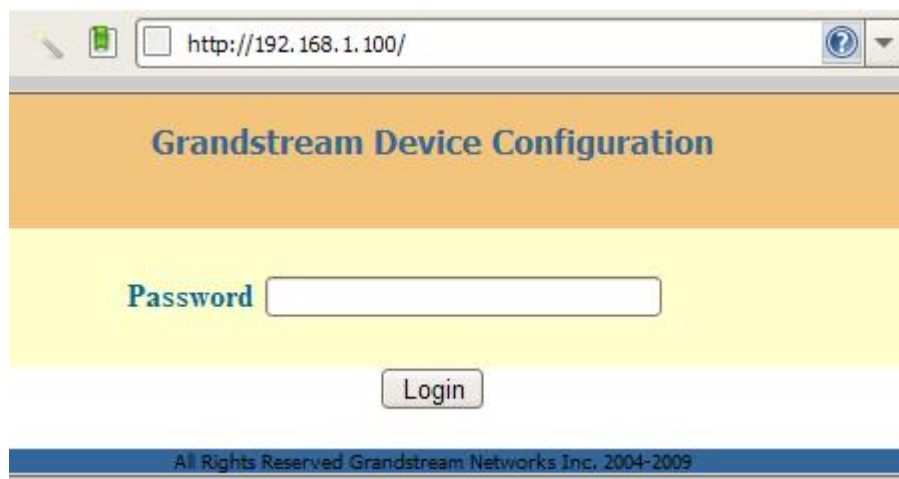 http://192.168.1.100/
Grandstream Device Configuration
Password
Login
All Rights Reserved Grandstream Networks Inc. 2004-2009